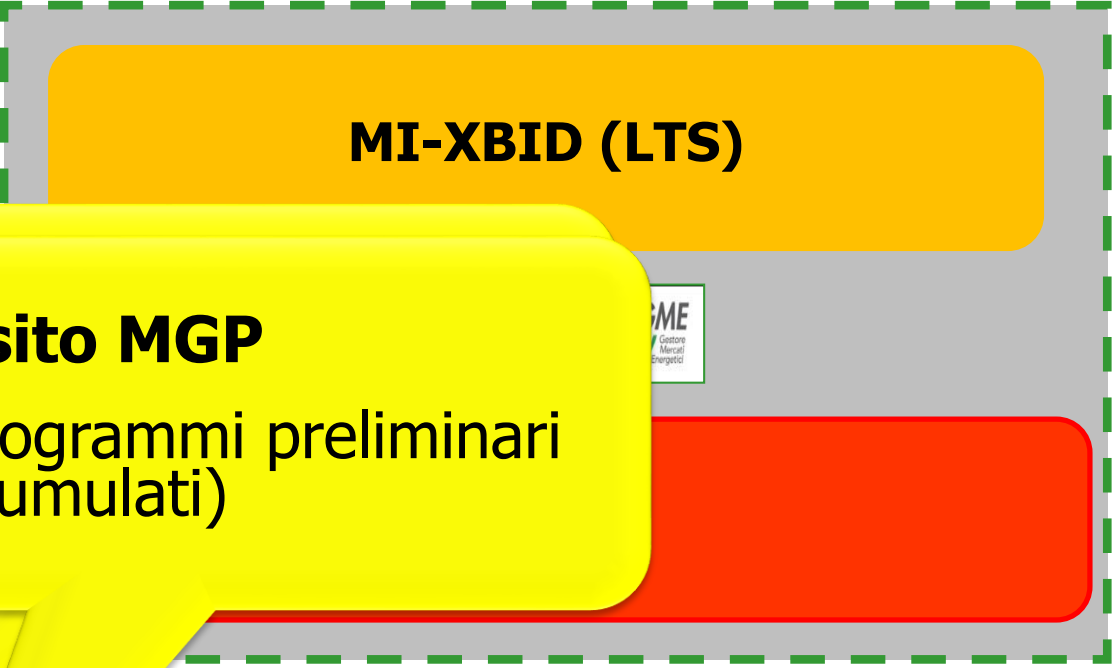 MI-XBID (LTS)
sito MGP
GME
Gestore
Mercati
Energetici
ogrammi preliminari
umulati)